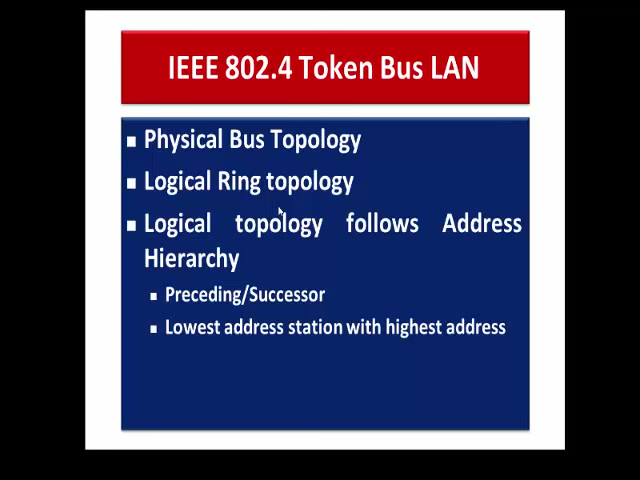 IEEE 802.4 Token Bus LAN
Physical Bus Topology
Logical Ring topology
Logical topology follows Address
Hierarchy
Preceding/Successor
Lowest address station with highest address